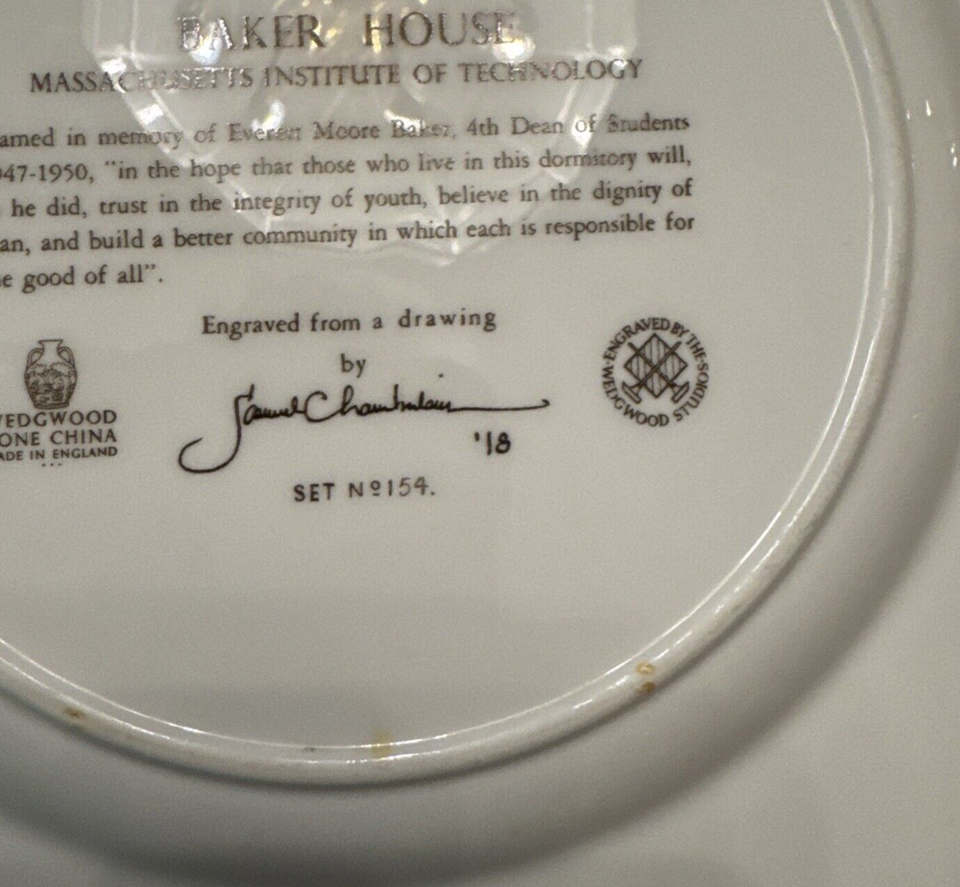 BAKER HOUSE
MASSACHUSETTS INSTITUTE OF TECHNOLOGY
amed in memory of Everett Moore Baker, 4th Dean of Students
947-1950, "in the hope that those who live in this dormitory will,
he did, trust in the integrity of youth, believe in the dignity of
an, and build a better community in which each is responsible for
e good of all".
Engraved from a drawing
by
Samuel Chamberlain
'18
SET Nº154.
EDGWOOD
ONE CHINA
ADE IN ENGLAND
ENGRAVED BY THE WEDGWOOD STUDIOS